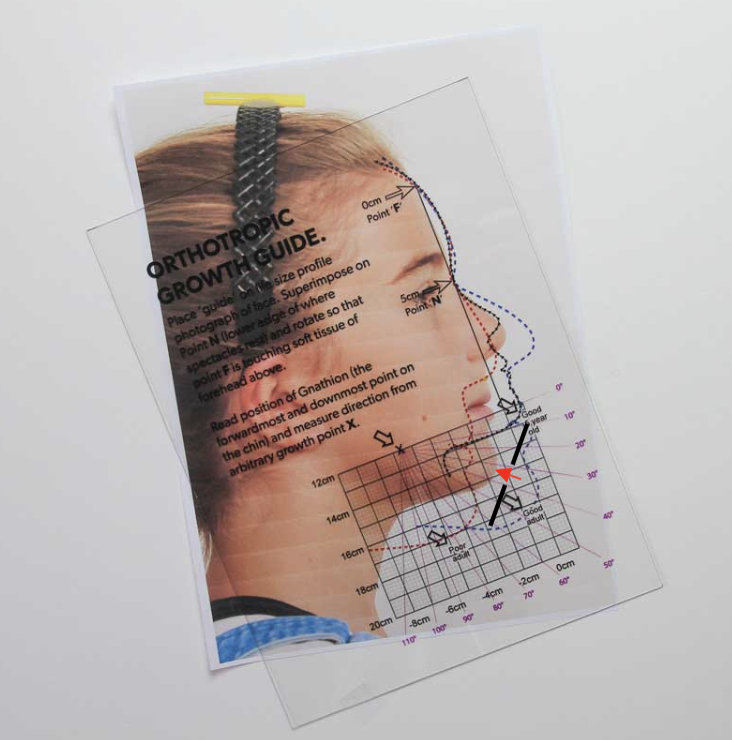 0cm
Point 'F'
ORTHOTROPIC
GROWTH GUIDE.
Place 'guide' on size profile
photograph of face. Superimpose on
Point N (lower edge of where
spectacles rest) and rotate so that
point F is touching soft tissue of
forehead above.
5cm
Point 'N'
Read position of Gnathion (the
forwardmost and downmost point on
the chin) and measure direction from
arbitrary growth point X.
X
Good
year
old
0°
10°
20°
30°
40°
50°
60°
70°
80°
90°
100°
110°
12cm
14cm
16cm
18cm
20cm
-8cm
-6cm
-4cm
-2cm
0cm
Good
adult
Poor
adult